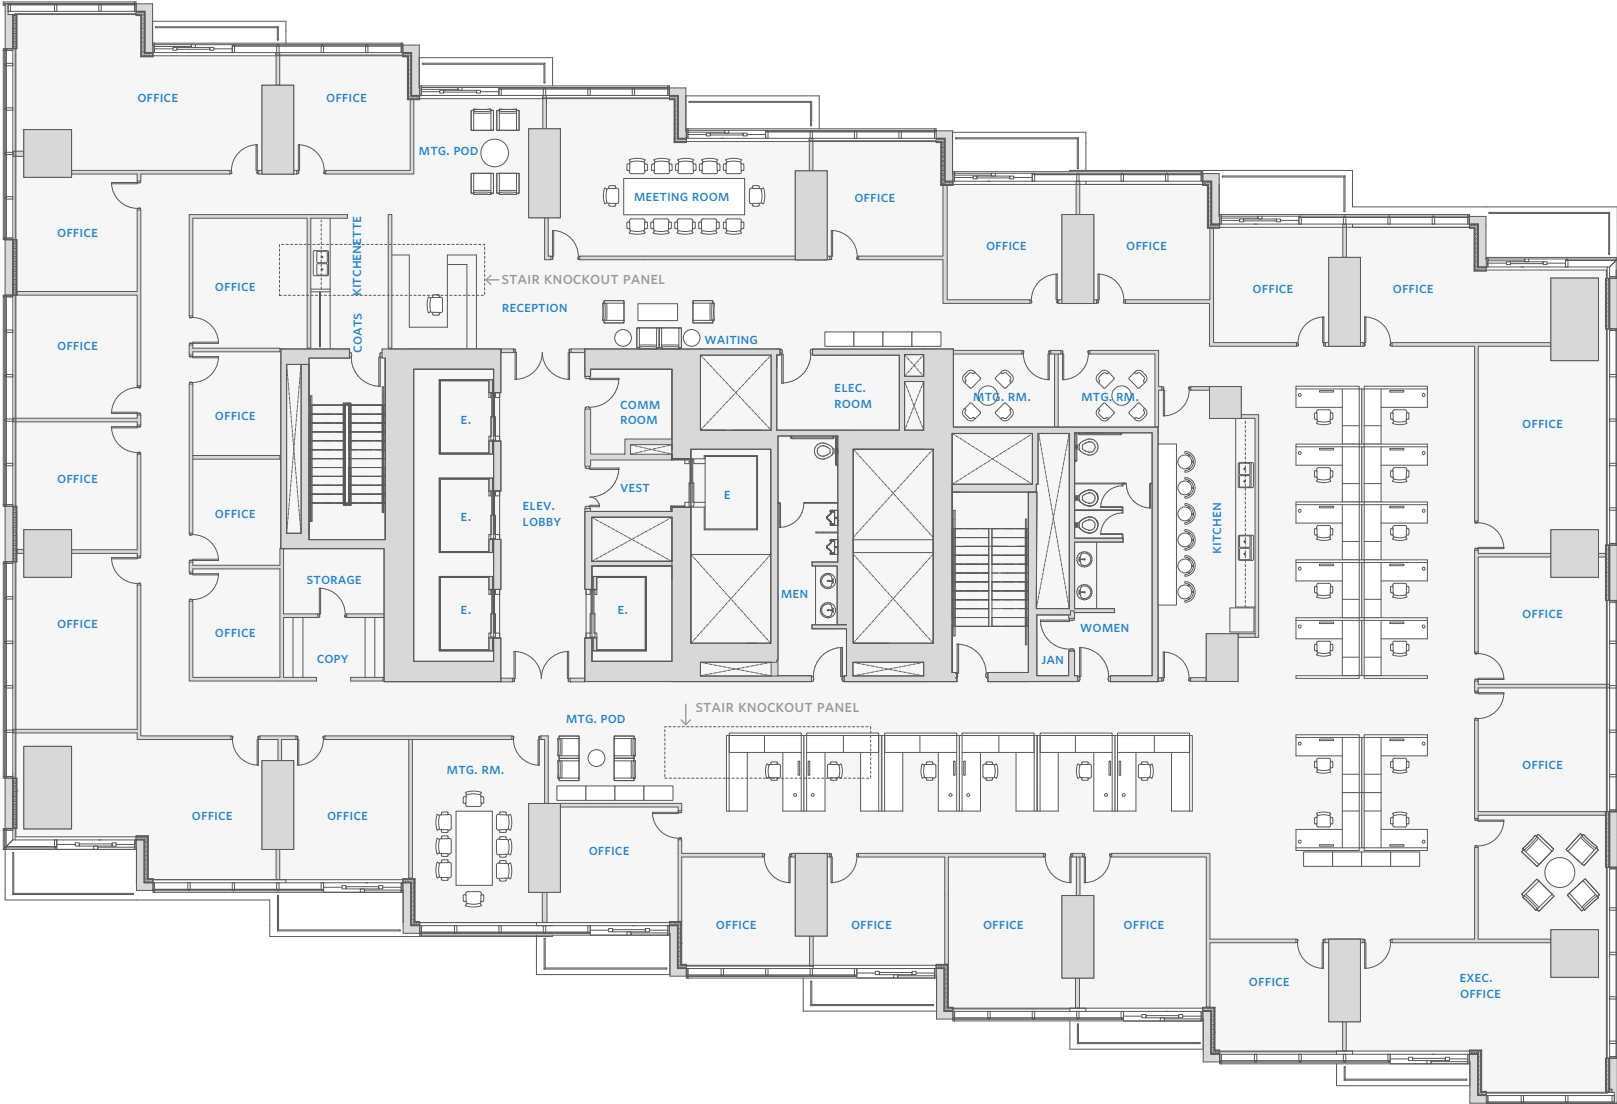 OFFICE
OFFICE
MTG. POD
MEETING ROOM
OFFICE
OFFICE
OFFICE
OFFICE
OFFICE
OFFICE
OFFICE
KITCHENETTE
COATS
STAIR KNOCKOUT PANEL
RECEPTION
WAITING
OFFICE
OFFICE
E.
COMM
ROOM
ELEC.
ROOM
MTG. RM.
MTG. RM.
OFFICE
OFFICE
OFFICE
E.
ELEV.
LOBBY
VEST
E
KITCHEN
STORAGE
E.
E.
MEN
OFFICE
OFFICE
OFFICE
COPY
WOMEN
JAN
STAIR KNOCKOUT PANEL
MTG. POD
MTG. RM.
OFFICE
OFFICE
OFFICE
OFFICE
OFFICE
OFFICE
OFFICE
OFFICE
OFFICE
EXEC.
OFFICE